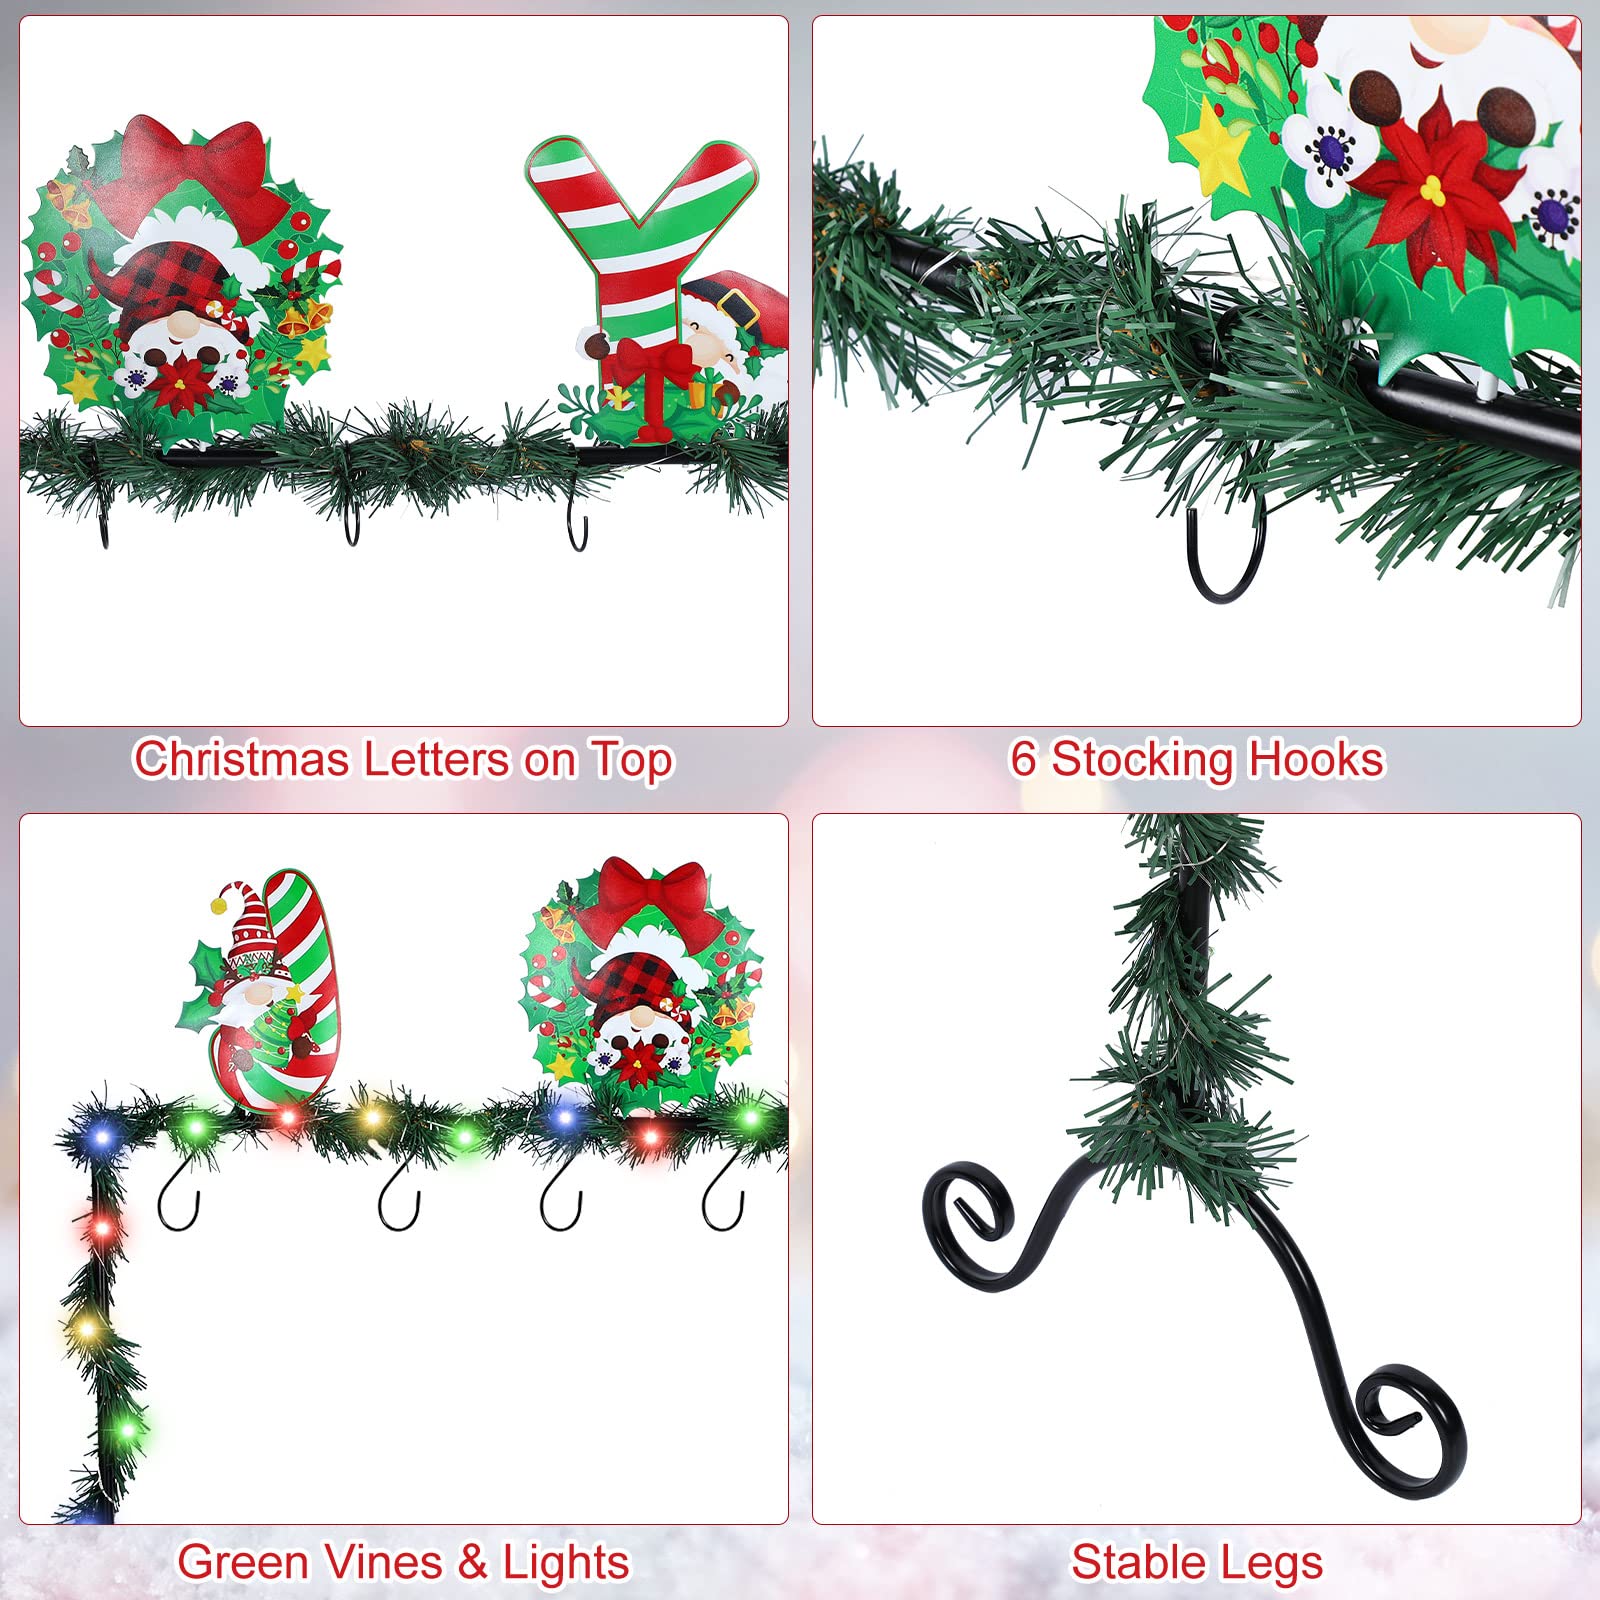 Christmas Letters on Top
6 Stocking Hooks
J
Y
Green Vines & Lights
Stable Legs